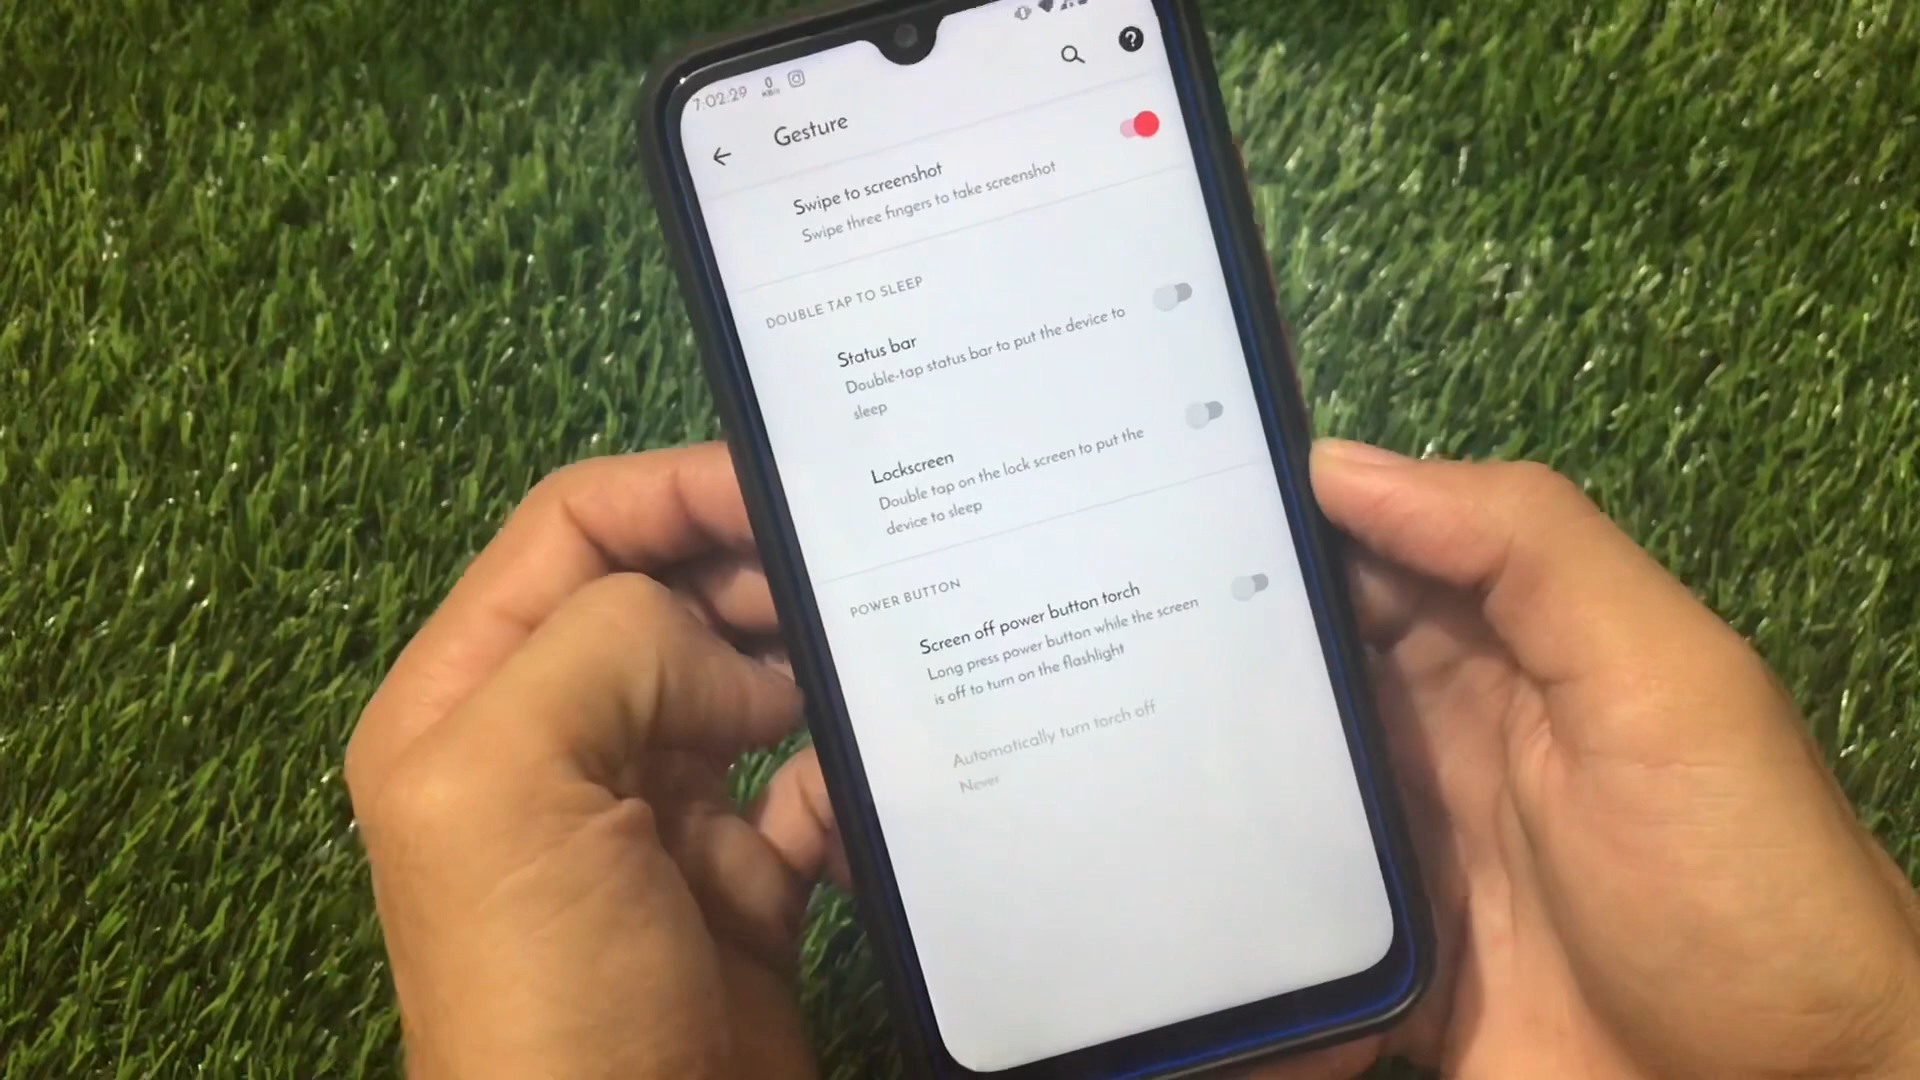 7:02:29
0
KB/s
?
Gesture
Swipe to screenshot
Swipe three fingers to take screenshot
DOUBLE TAP TO SLEEP
Status bar
Double-tap status bar to put the device to
sleep
Lockscreen
Double tap on the lock screen to put the
device to sleep
POWER BUTTON
Screen off power button torch
Long press power button while the screen
is off to turn on the flashlight
Automatically turn torch off
Never